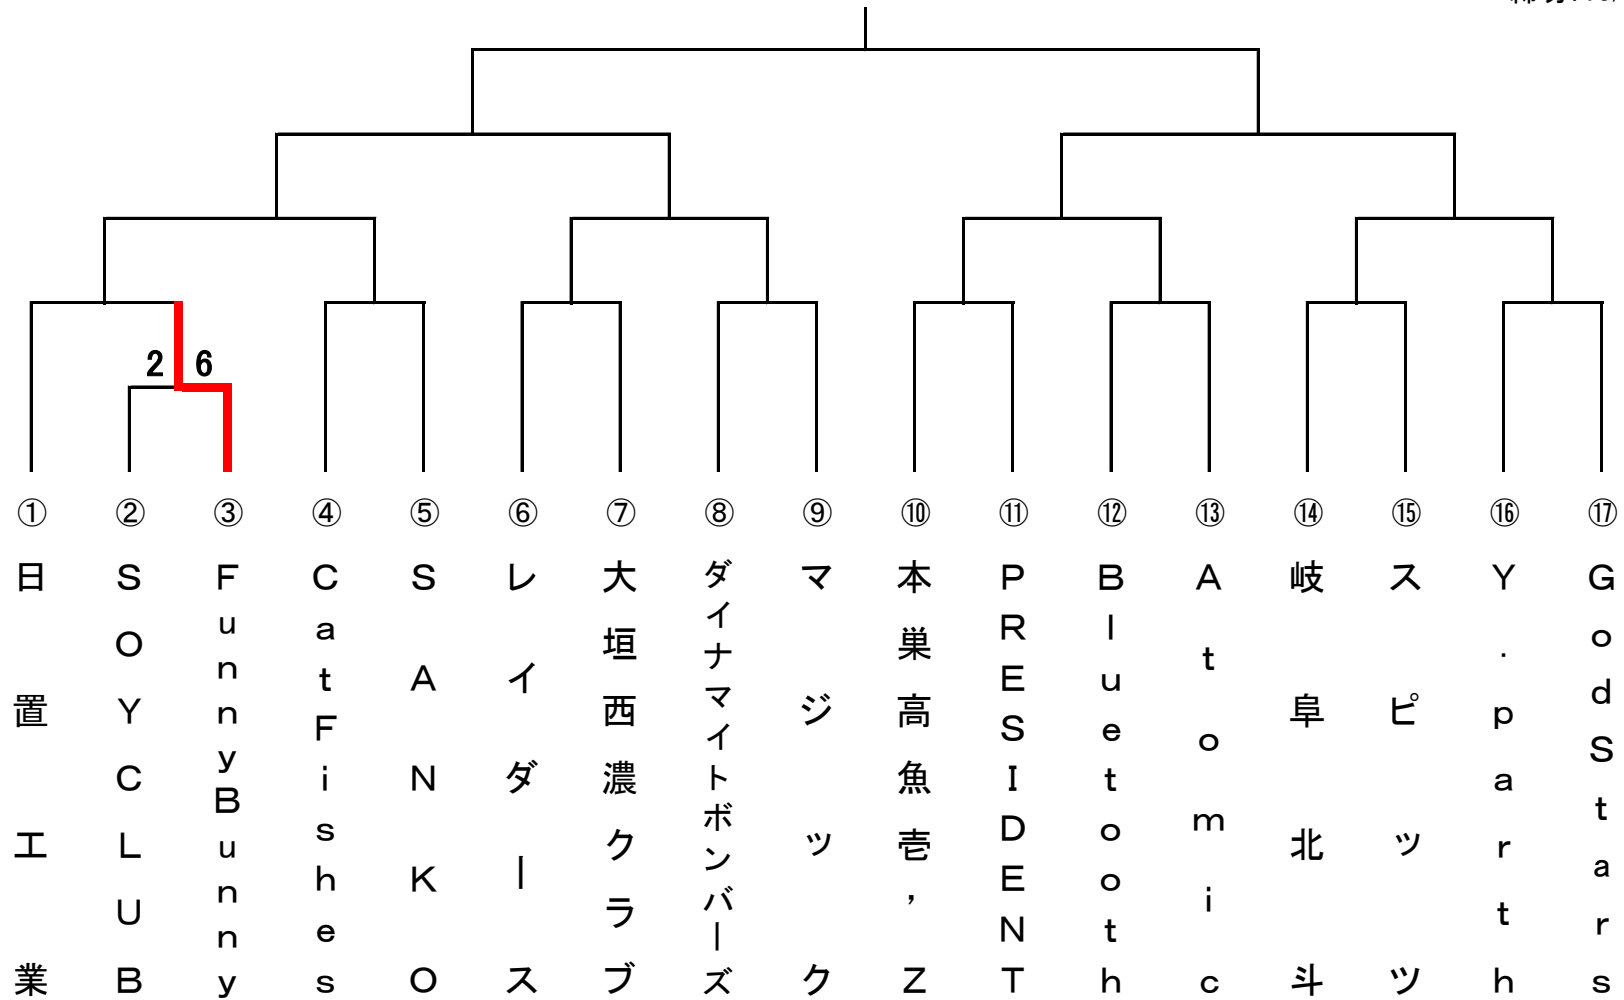 2 6
① ② ③ ④ ⑤ ⑥ ⑦ ⑧ ⑨ ⑩ ⑪ ⑫ ⑬ ⑭ ⑮ ⑯ ⑰
日置工業
SOYCLUB
FunnyBunny
CatFishes
SANKO
レイダース
大垣西濃クラブ
ダイナマイトボンバーズ
マジック
本巣高魚壱,Z
PRESIDENT
Bluetooth
Atomic
岐阜北斗
スピッツ
Y.parth
GodStars